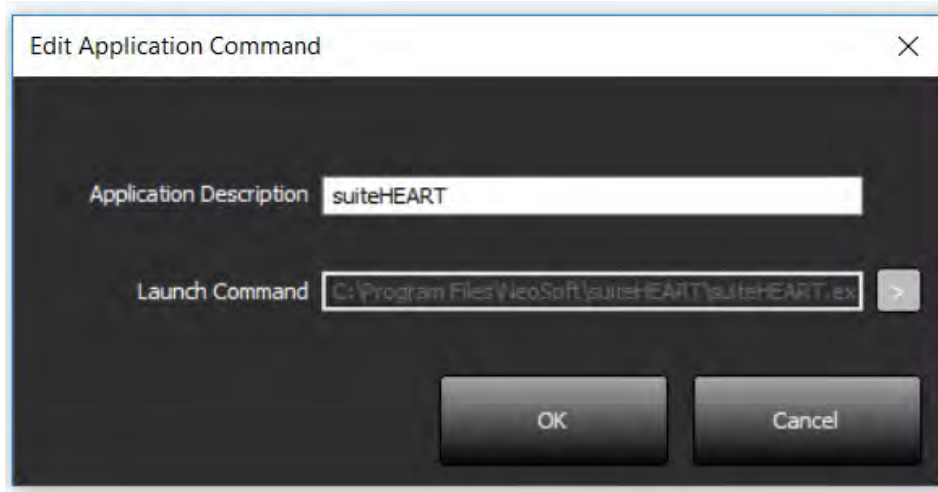 Edit Application Command
Application Description suiteHEART
Launch Command C:\Program Files\NeoSoft\suiteHEART\suiteHEART.ex >
OK Cancel